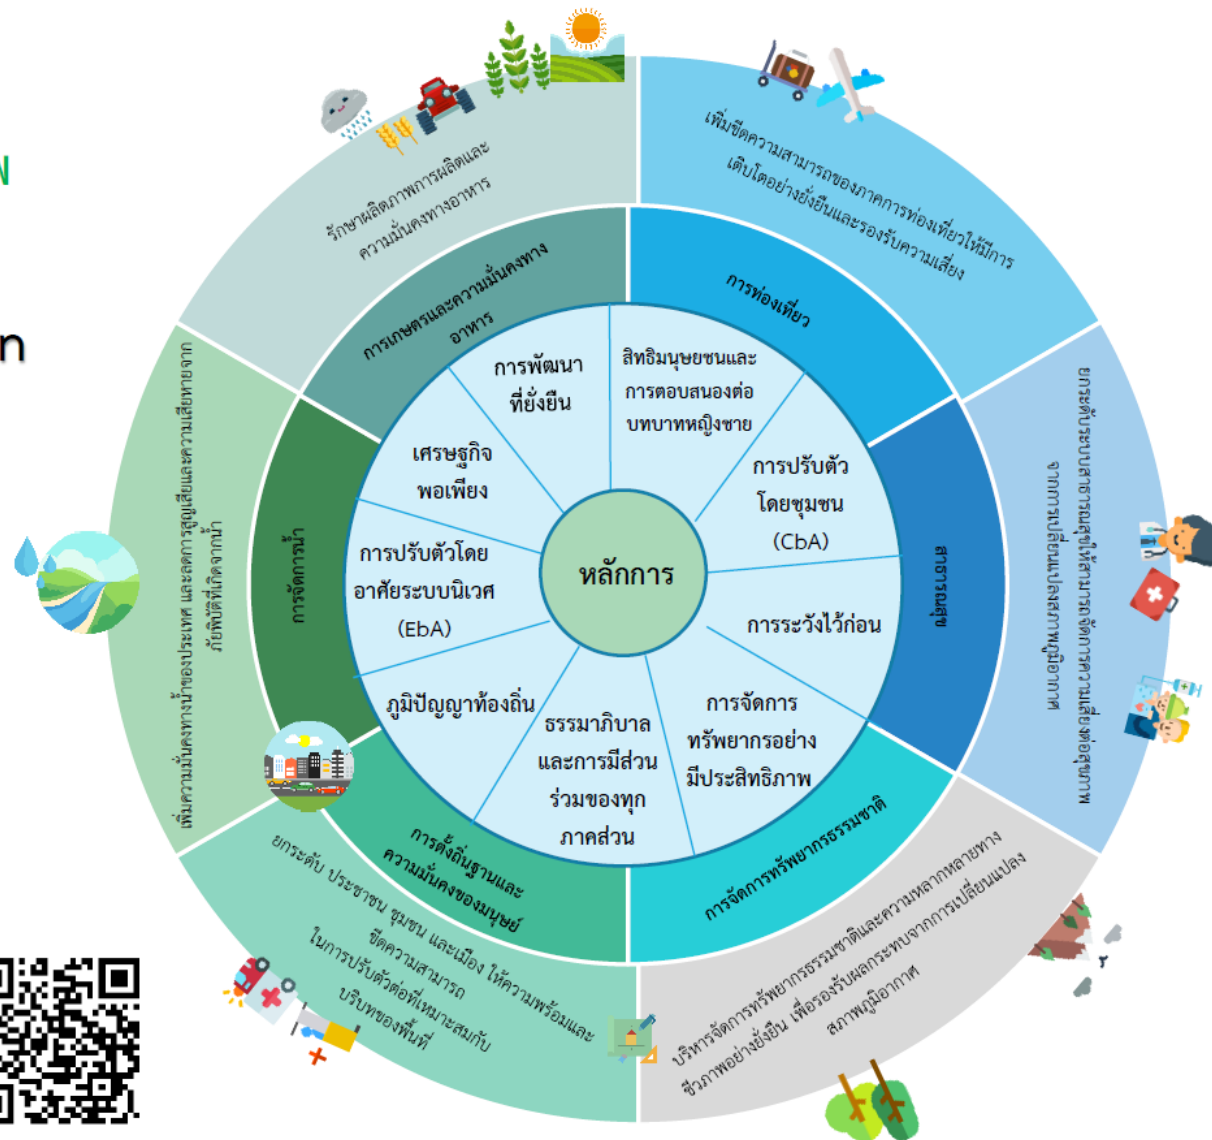 N
n
รักษาผลิตภาพการผลิตและ
ความมั่นคงทางอาหาร
เพิ่มขีดความสามารถของภาคการท่องเที่ยวให้มีการ
เติบโตอย่างยั่งยืนและรองรับความเสี่ยง
การเกษตรและความมั่นคงทาง
อาหาร
การท่องเที่ยว
ยกระดับระบบสาธารณสุขให้สามารถจัดการความเสี่ยงต่อสุขภาพ
จากการเปลี่ยนแปลงสภาพภูมิอากาศ
สาธารณสุข
เพิ่มความมั่นคงทางน้ำของประเทศ และลดการสูญเสียและความเสียหายจาก
ภัยพิบัติที่เกิดจากน้ำ
การจัดการน้ำ
การพัฒนา
ที่ยั่งยืน
สิทธิมนุษยชนและ
การตอบสนองต่อ
บทบาทหญิงชาย
เศรษฐกิจ
พอเพียง
การปรับตัว
โดยชุมชน
(CbA)
การปรับตัวโดย
อาศัยระบบนิเวศ
(EbA)
หลักการ
การระวังไว้ก่อน
ภูมิปัญญาท้องถิ่น
ธรรมาภิบาล
และการมีส่วน
ร่วมของทุก
ภาคส่วน
การจัดการ
ทรัพยากรอย่าง
มีประสิทธิภาพ
การตั้งถิ่นฐานและ
ความมั่นคงของมนุษย์
การจัดการทรัพยากรธรรมชาติ
ยกระดับ ประชาชน ชุมชน และเมือง ให้ความพร้อมและ
ขีดความสามารถ
ในการปรับตัวต่อที่เหมาะสมกับ
บริบทของพื้นที่
บริหารจัดการทรัพยากรธรรมชาติและความหลากหลายทาง
ชีวภาพอย่างยั่งยืน เพื่อรองรับผลกระทบจากการเปลี่ยนแปลง
สภาพภูมิอากาศ